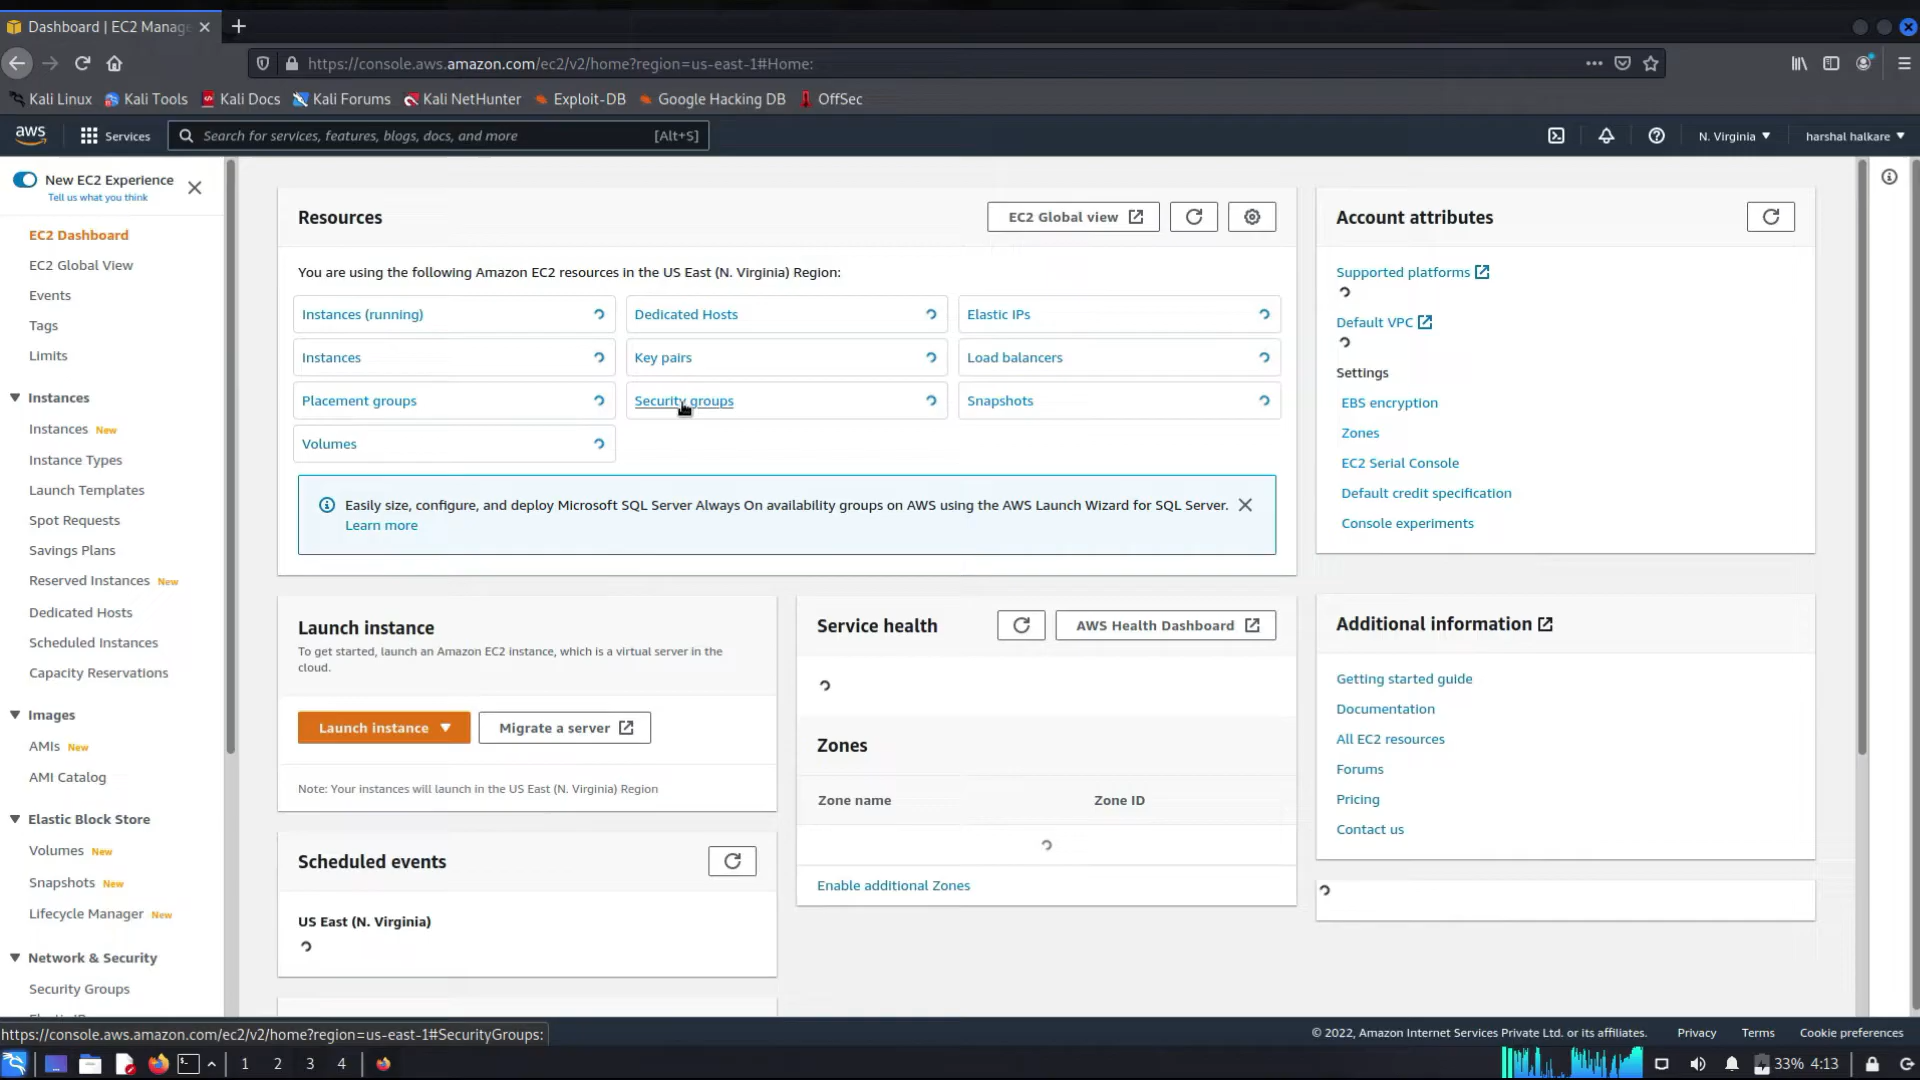 Dashboard | EC2 Manage
https://console.aws.amazon.com/ec2/v2/home?region=us-east-1#Home:
Kali Linux
Kali Tools
Kali Docs
Kali Forums
Kali NetHunter
Exploit-DB
Google Hacking DB
OffSec
aws
Services
Search for services, features, blogs, docs, and more
[Alt+S]
N. Virginia
harshal halkare
New EC2 Experience
Tell us what you think
EC2 Dashboard
EC2 Global View
Events
Tags
Limits
Instances
Instances New
Instance Types
Launch Templates
Spot Requests
Savings Plans
Reserved Instances New
Dedicated Hosts
Scheduled Instances
Capacity Reservations
Images
AMIs New
AMI Catalog
Elastic Block Store
Volumes New
Snapshots New
Lifecycle Manager New
Network & Security
Security Groups
Resources
EC2 Global view
You are using the following Amazon EC2 resources in the US East (N. Virginia) Region:
Instances (running)
Dedicated Hosts
Elastic IPs
Instances
Key pairs
Load balancers
Placement groups
Security groups
Snapshots
Volumes
Easily size, configure, and deploy Microsoft SQL Server Always On availability groups on AWS using the AWS Launch Wizard for SQL Server.
Learn more
Launch instance
To get started, launch an Amazon EC2 instance, which is a virtual server in the
cloud.
Launch instance
Migrate a server
Note: Your instances will launch in the US East (N. Virginia) Region
Scheduled events
US East (N. Virginia)
Service health
AWS Health Dashboard
Zones
Zone name
Zone ID
Enable additional Zones
Account attributes
Supported platforms
Default VPC
Settings
EBS encryption
Zones
EC2 Serial Console
Default credit specification
Console experiments
Additional information
Getting started guide
Documentation
All EC2 resources
Forums
Pricing
Contact us
https://console.aws.amazon.com/ec2/v2/home?region=us-east-1#SecurityGroups:
© 2022, Amazon Internet Services Private Ltd. or its affiliates.
Privacy
Terms
Cookie preferences
1
2
3
4
33%
4:13